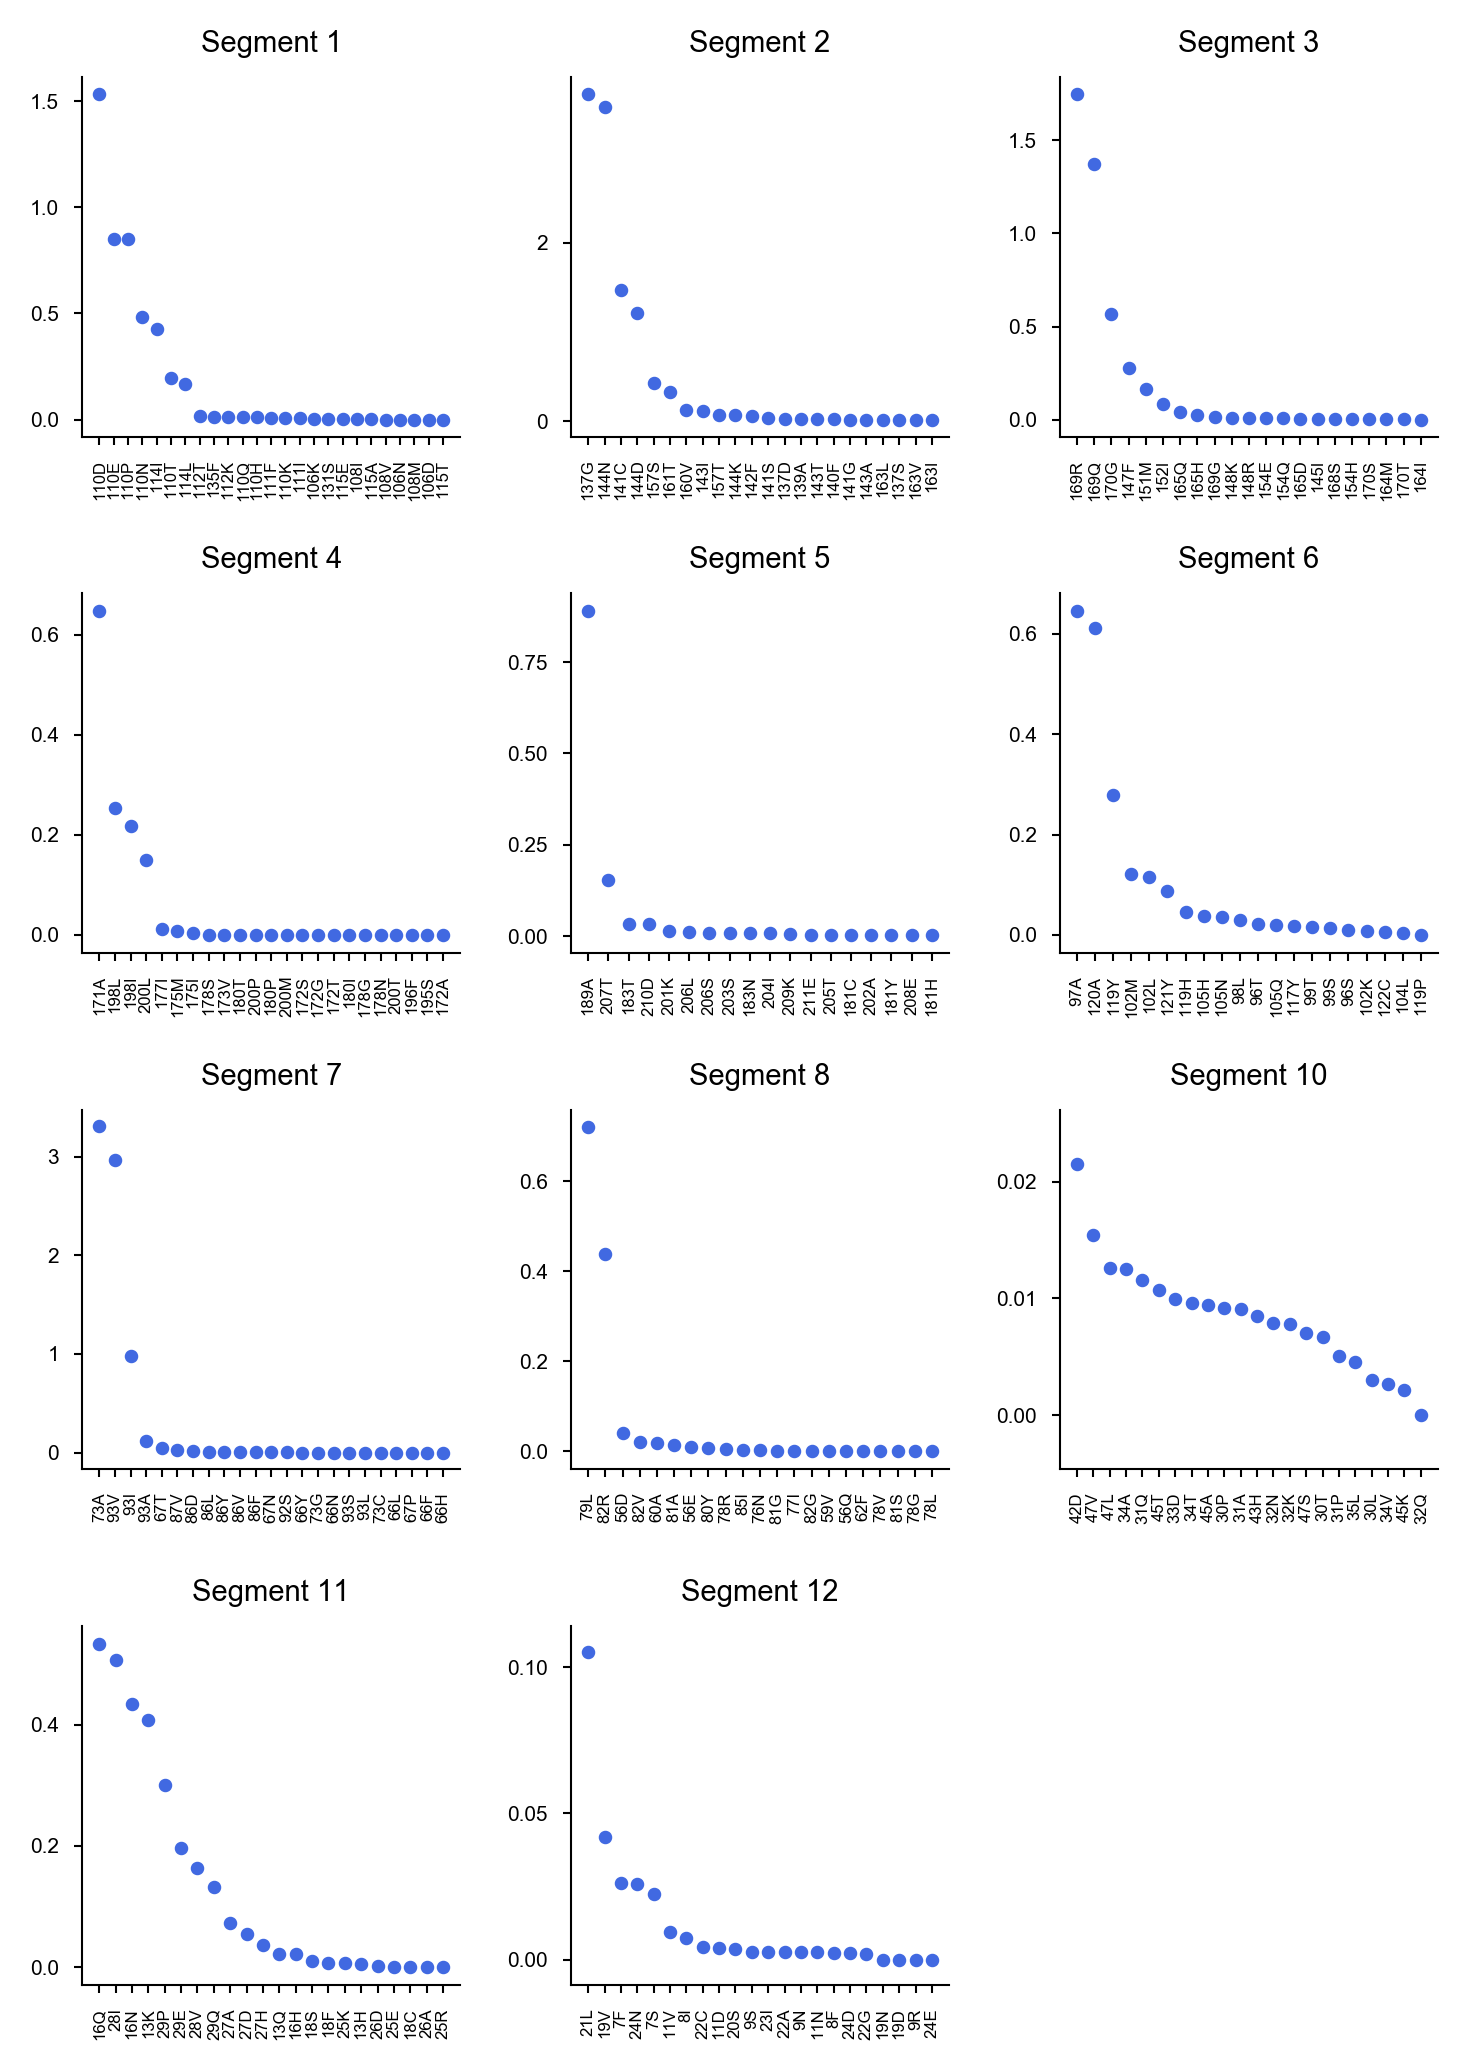 Segment 1
1.5
1.0
0.5
0.0
110D 110E 110P 110N 114I 110T 114L 112T 135F 112K 110Q 110H 111F 110K 111I 106K 131S 115E 108I 115A 108V 106N 108M 106D 115T
Segment 2
2
0
137G 144N 141C 144D 157S 161T 160V 143I 157T 144K 142F 141S 137D 139A 143T 140F 141G 143A 163L 137S 163V 163I
Segment 3
1.5
1.0
0.5
0.0
169R 169Q 170G 147F 151M 152I 165Q 165H 169G 148K 148R 154E 154Q 165D 145I 168S 154H 170S 164M 170T 164I
Segment 4
0.6
0.4
0.2
0.0
171A 198L 198I 200L 177I 175M 175I 178S 173V 180T 200P 180P 200M 172S 172G 172T 180I 178G 178N 200T 196F 195S 172A
Segment 5
0.75
0.50
0.25
0.00
189A 207T 183T 210D 201K 206L 206S 203S 183N 204I 209K 211E 205T 181C 202A 181Y 208E 181H
Segment 6
0.6
0.4
0.2
0.0
97A 120A 119Y 102M 102L 121Y 119H 105H 105N 98L 96T 105Q 117Y 99T 99S 96S 102K 122C 104L 119P
Segment 7
3
2
1
0
73A 93V 93I 93A 67T 87V 86D 86L 86Y 86V 86F 67N 92S 66Y 73G 66N 93S 93L 73C 66L 67P 66F 66H
Segment 8
0.6
0.4
0.2
0.0
79L 82R 56D 82V 60A 81A 56E 80Y 78R 85I 76N 81G 77I 82G 59V 56Q 62F 78V 81S 78G 78L
Segment 10
0.02
0.01
0.00
42D 47V 47L 34A 31Q 45T 33D 34T 45A 30P 31A 43H 32N 32K 47S 30T 31P 35L 30L 34V 45K 32Q
Segment 11
0.4
0.2
0.0
16Q 28I 16N 13K 29P 29E 28V 29Q 27A 27D 27H 13Q 16H 18S 18F 25K 13H 26D 25E 18C 26A 25R
Segment 12
0.10
0.05
0.00
21L 19V 7F 24N 7S 11V 8I 22C 11D 20S 9S 23I 22A 9N 11N 8F 24D 22G 19N 19D 9R 24E